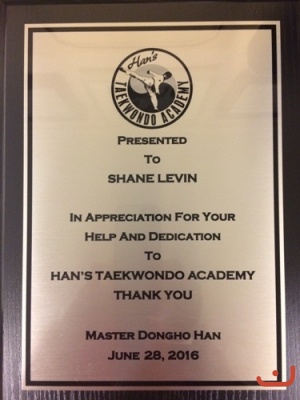 Han's
TAEKWONDO ACADEMY
PRESENTED
TO
SHANE LEVIN
IN APPRECIATION FOR YOUR
HELP AND DEDICATION
TO
HAN'S TAEKWONDO ACADEMY
THANK YOU
MASTER DONGHO HAN
JUNE 28, 2016